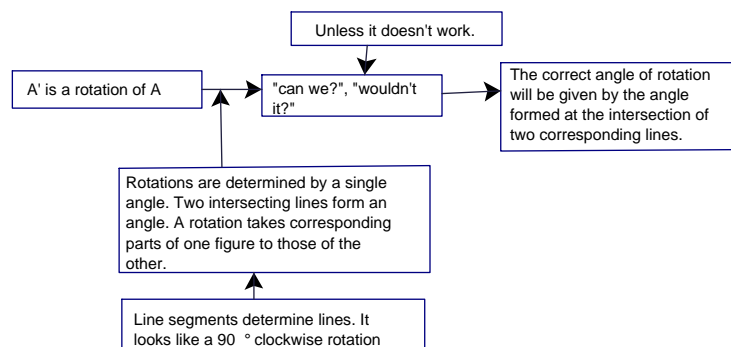 Unless it doesn't work.
A' is a rotation of A
"can we?", "wouldn't
it?"
The correct angle of rotation
will be given by the angle
formed at the intersection of
two corresponding lines.
Rotations are determined by a single
angle. Two intersecting lines form an
angle. A rotation takes corresponding
parts of one figure to those of the
other.
Line segments determine lines. It
looks like a 90 ° clockwise rotation